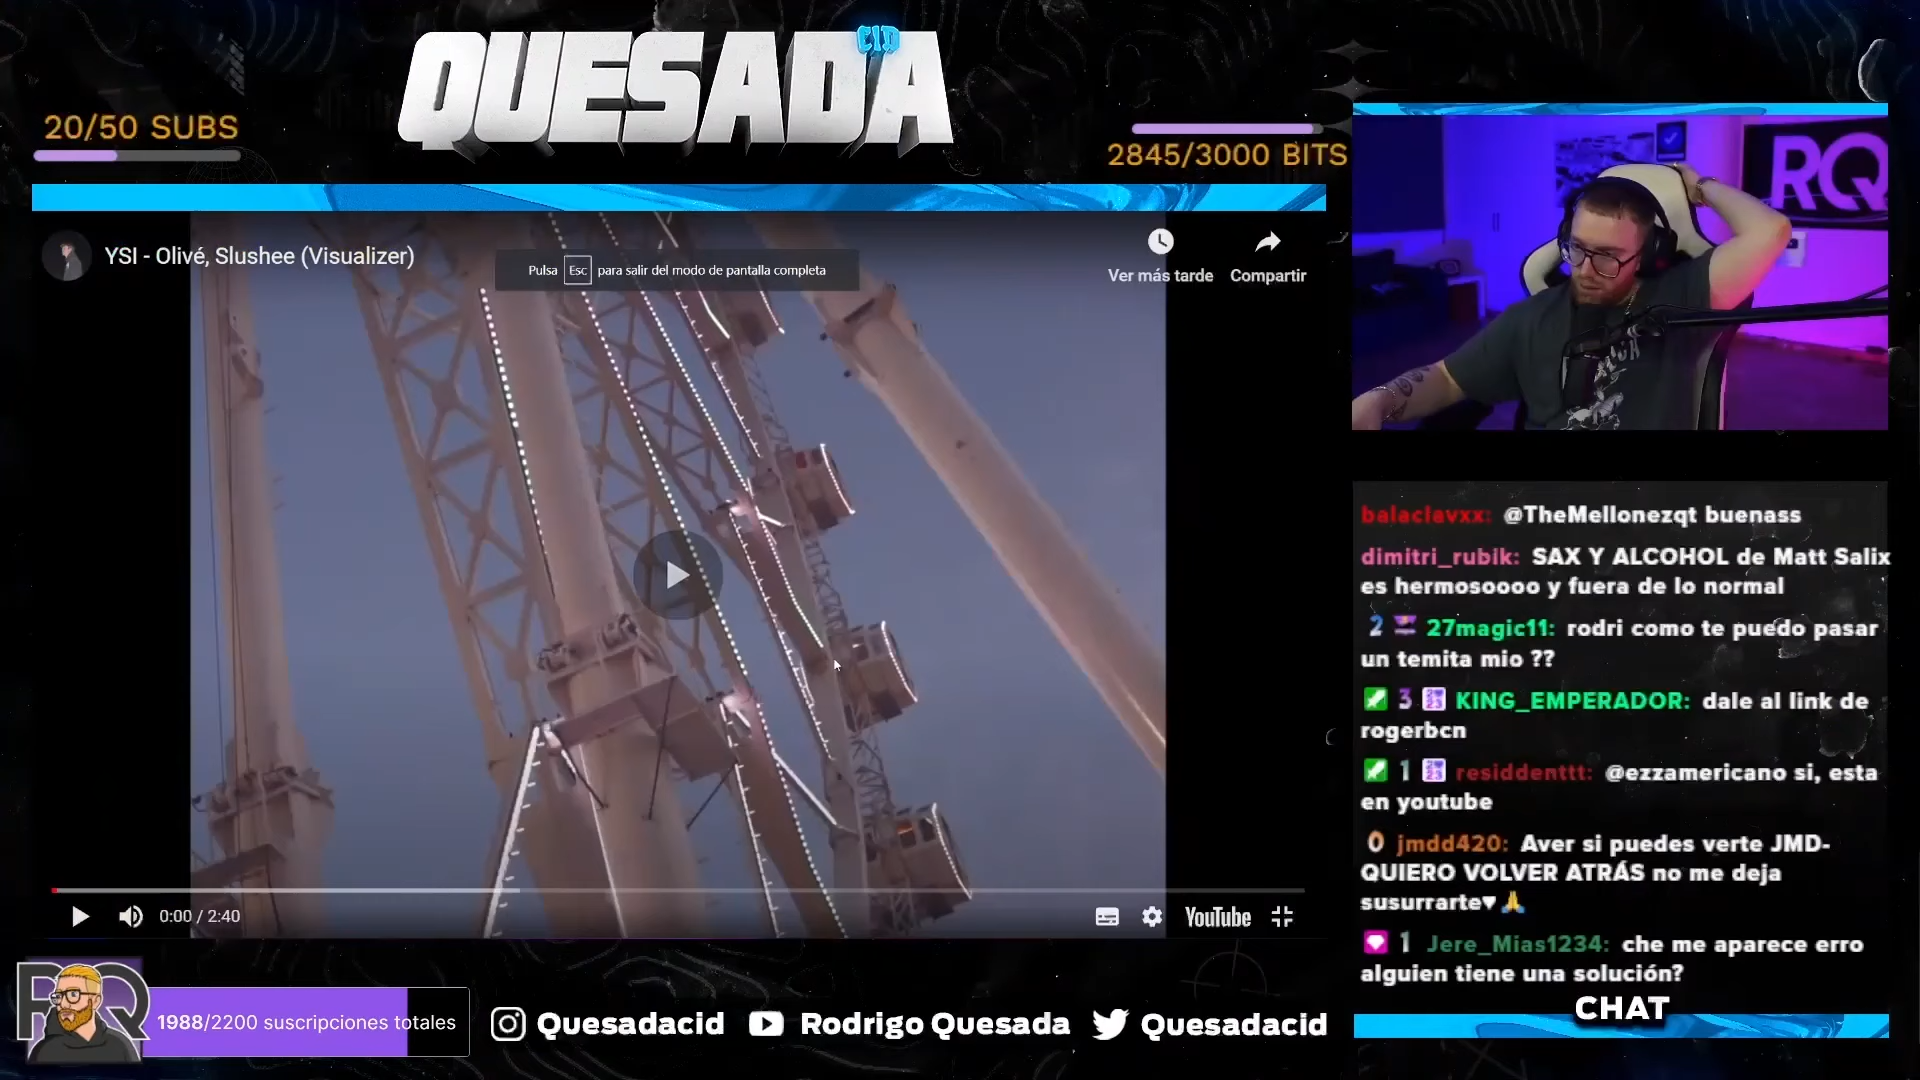 QUESADA
CID
20/50 SUBS
2845/3000 BITS
YSI - Olivé, Slushee (Visualizer)
Pulsa Esc para salir del modo de pantalla completa
Ver más tarde
Compartir
RQ
balaclavxx: @TheMellonezqt buenass
dimitri_rubik: SAX Y ALCOHOL de Matt Salix
es hermosoooo y fuera de lo normal
2 27magic11: rodri como te puedo pasar
un temita mio ??
3 KING_EMPERADOR: dale al link de
rogerbcn
1 residdenttt: @ezzamericano si, esta
en youtube
0 jmdd420: Aver si puedes verte JMD-
QUIERO VOLVER ATRÁS no me deja
susurrarte♥🙏
1 Jere_Mias1234: che me aparece erro
alguien tiene una solución?
CHAT
0:00 / 2:40
YouTube
RQ
1988/2200 suscripciones totales
Quesadacid
Rodrigo Quesada
Quesadacid